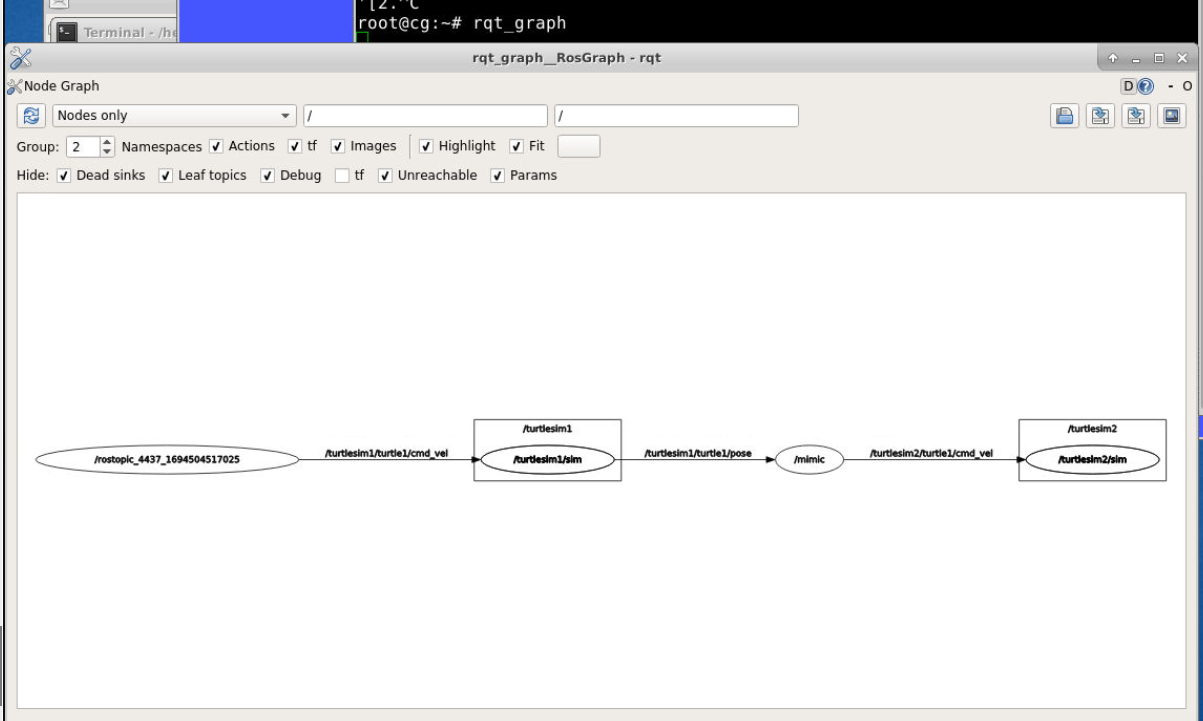 ^[2.^C
root@cg:~# rqt_graph
Terminal - /he
rqt_graph__RosGraph - rqt
Node Graph
D - O
Nodes only / /
Group: 2 Namespaces Actions tf Images Highlight Fit
Hide: Dead sinks Leaf topics Debug tf Unreachable Params
/turtlesim1 /turtlesim2
/rostopic_4437_1694504517025 /turtlesim1/turtle1/cmd_vel /turtlesim1/sim /turtlesim1/turtle1/pose /mimic /turtlesim2/turtle1/cmd_vel /turtlesim2/sim